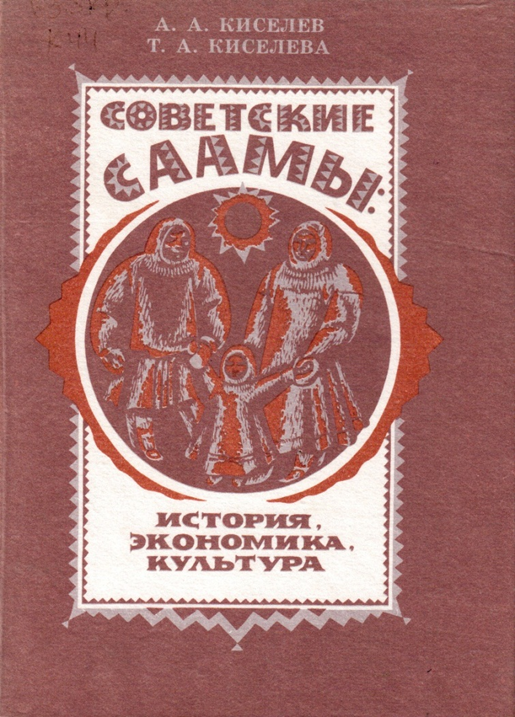 А. А. КИСЕЛЕВ
Т. А. КИСЕЛЕВА
СОВЕТСКИЕ
СААМЫ:
ИСТОРИЯ,
ЭКОНОМИКА,
КУЛЬТУРА